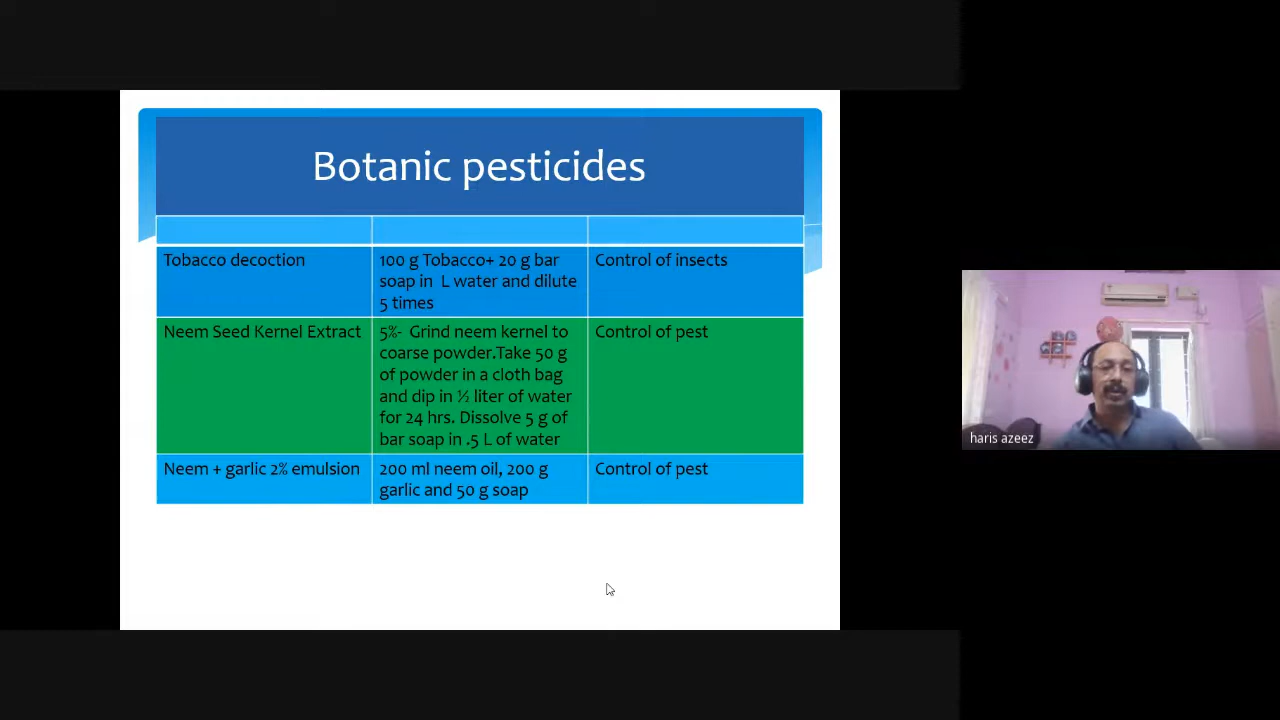 Botanic pesticides
Tobacco decoction
100 g Tobacco+ 20 g bar
soap in  L water and dilute
5 times
Control of insects
Neem Seed Kernel Extract
5%-  Grind neem kernel to
coarse powder.Take 50 g
of powder in a cloth bag
and dip in ½ liter of water
for 24 hrs. Dissolve 5 g of
bar soap in .5 L of water
Control of pest
Neem + garlic 2% emulsion
200 ml neem oil, 200 g
garlic and 50 g soap
Control of pest
haris azeez